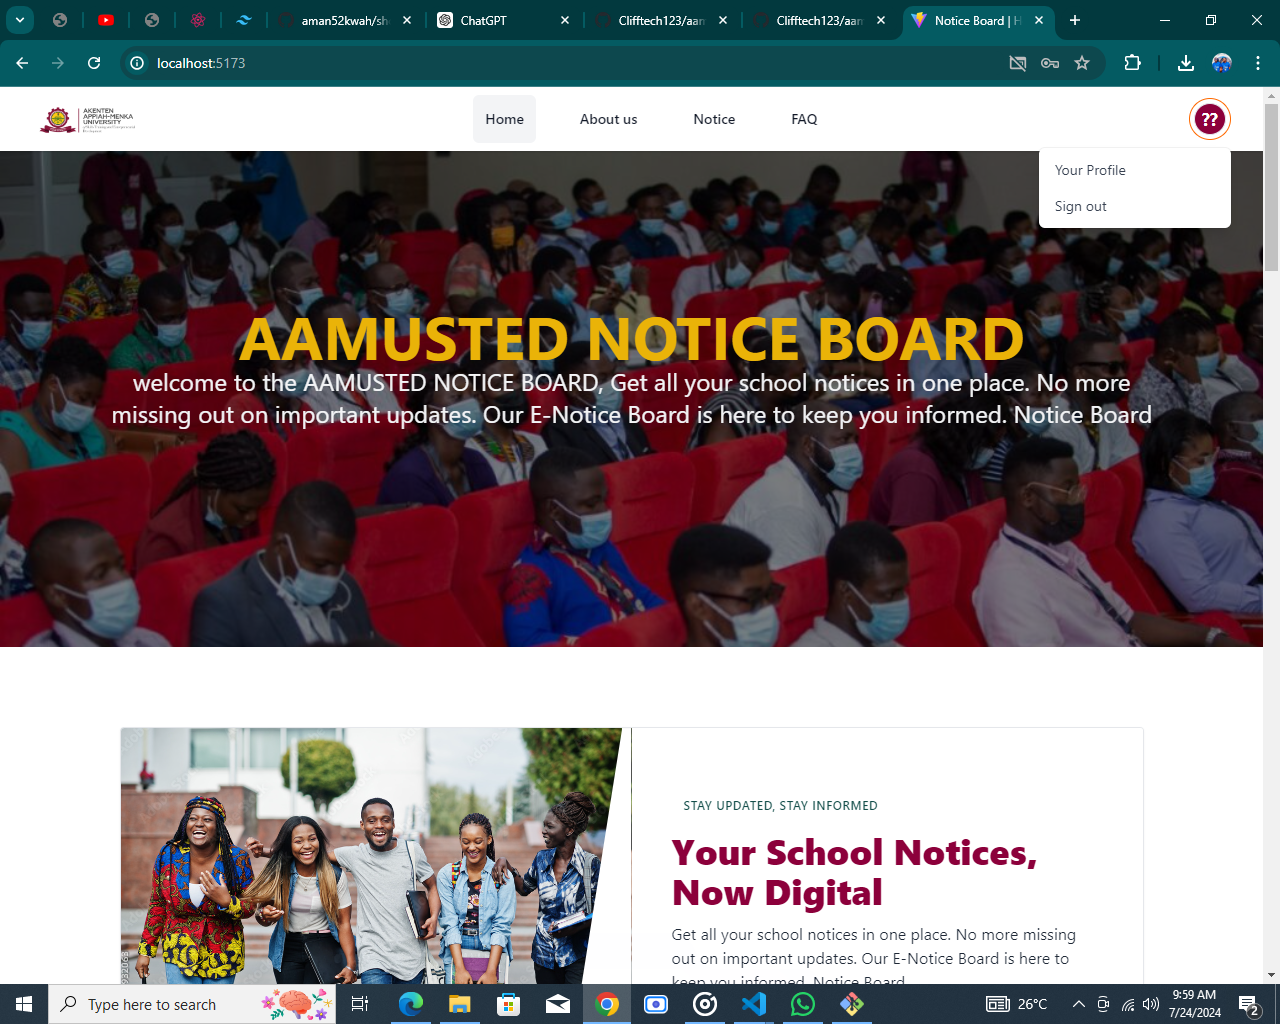 aman52kwah/sh
ChatGPT
Clifftech123/aam
Clifftech123/aam
Notice Board | H
localhost:5173
AKENTEN
APPIAH-MENKA
UNIVERSITY
Home
About us
Notice
FAQ
??
Your Profile
Sign out
AAMUSTED NOTICE BOARD
welcome to the AAMUSTED NOTICE BOARD, Get all your school notices in one place. No more
missing out on important updates. Our E-Notice Board is here to keep you informed. Notice Board
STAY UPDATED, STAY INFORMED
Your School Notices,
Now Digital
Get all your school notices in one place. No more missing
out on important updates. Our E-Notice Board is here to
keep you informed. Notice Board
Type here to search
26°C
9:59 AM
7/24/2024
2